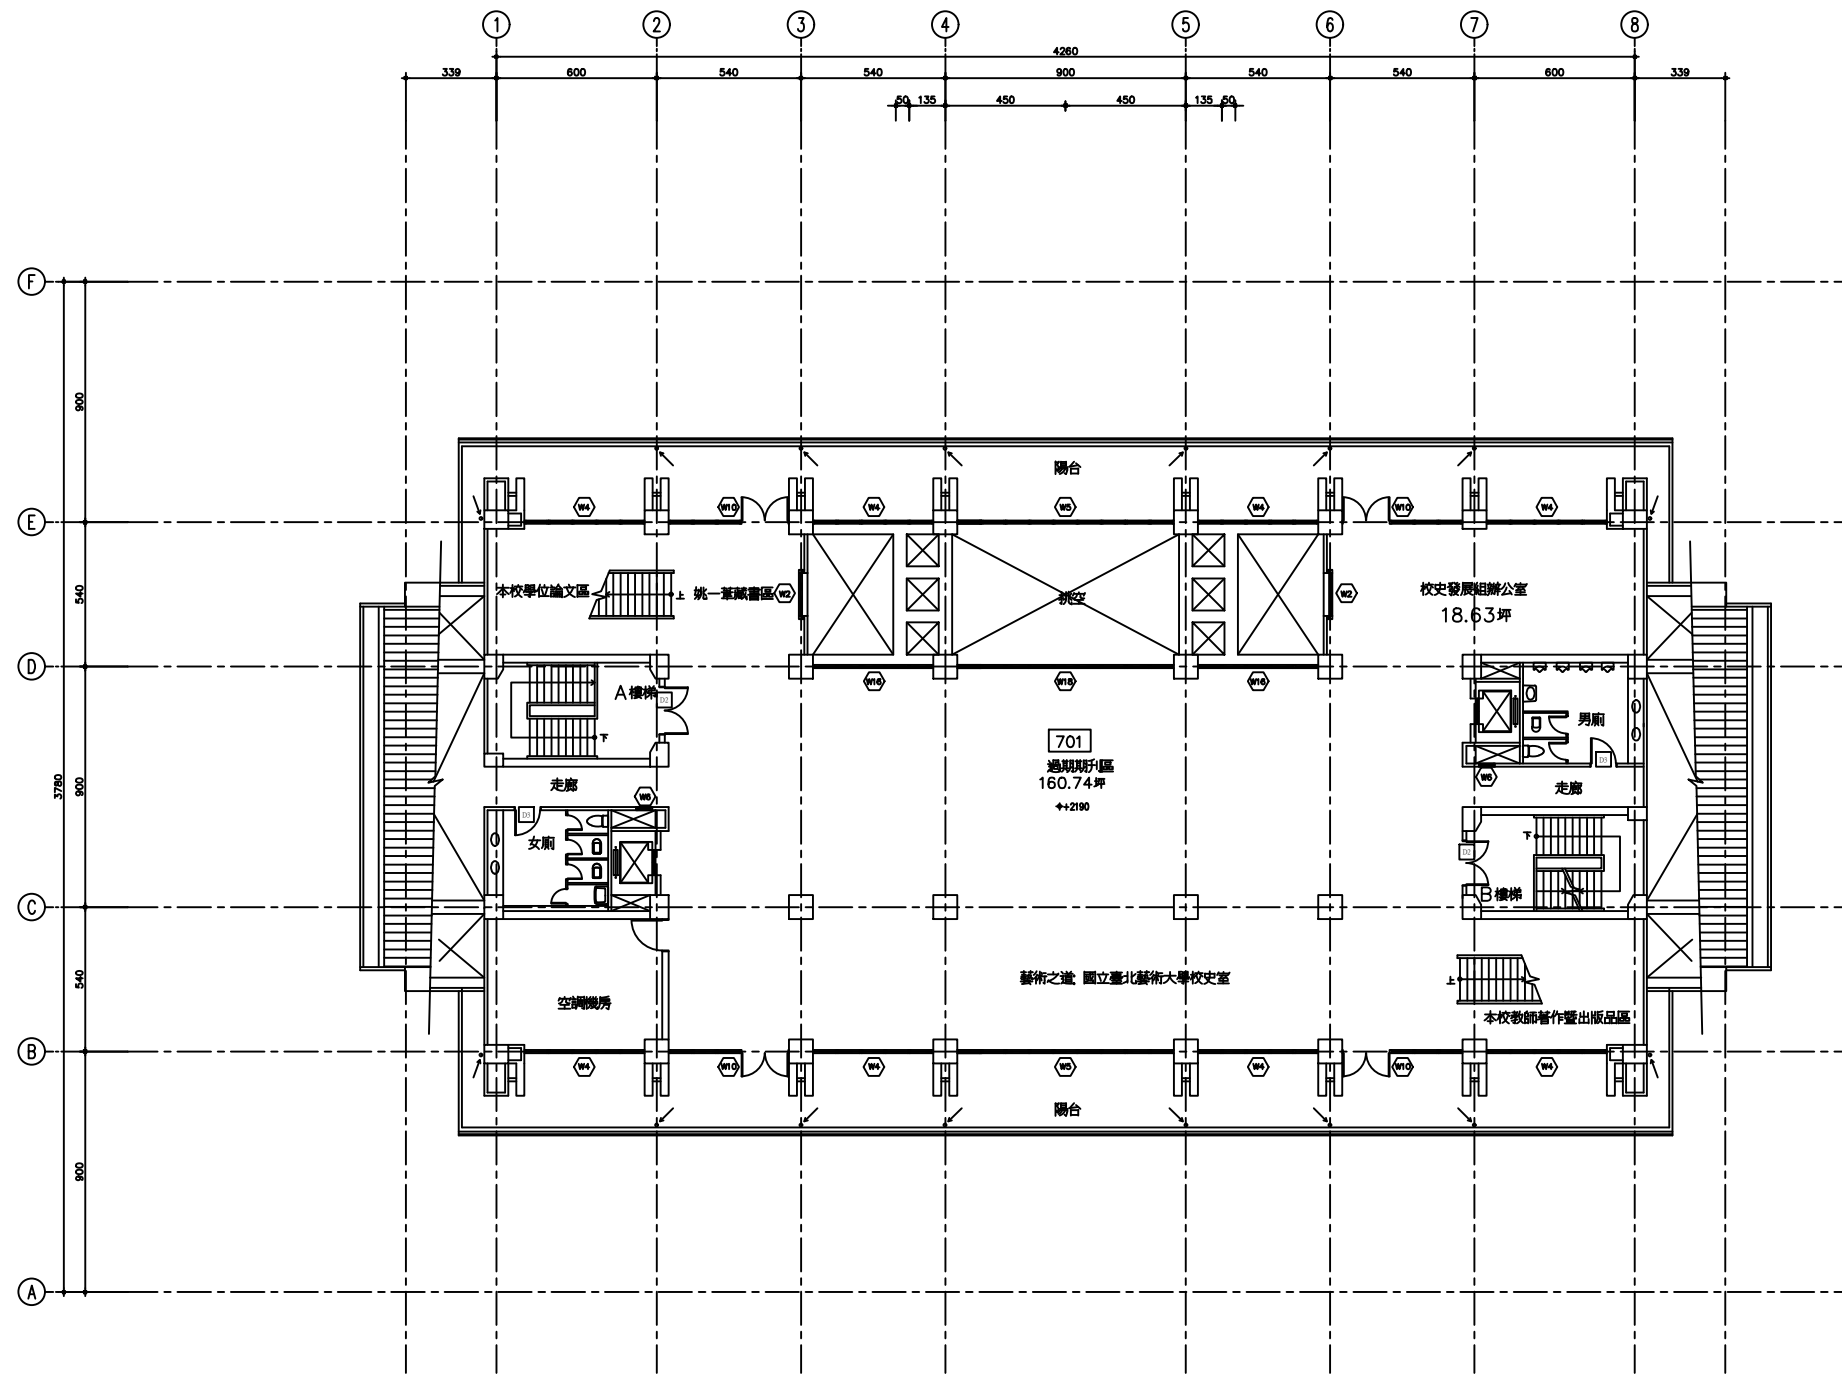 1 2 3 4 5 6 7 8
4260
339 600 540 540 900 540 540 600 339
50 135 450 450 135 50
F
900
陽台
E
W4 W10 W4 W5 W4 W10 W4
540
本校學位論文區
上
姚一葦藏書區
W2
挑空
W2
校史發展組辦公室
18.63坪
D
W16 W18 W16
A樓梯
D2
下
男廁
D3
701
過期期刊區
160.74坪
+2190
3780
900
走廊
W6
W6
走廊
D3
女廁
下
D2
B樓梯
C
540
藝術之道: 國立臺北藝術大學校史室
上
空調機房
本校教師著作暨出版品區
B
W4 W10 W4 W5 W4 W10 W4
陽台
900
A